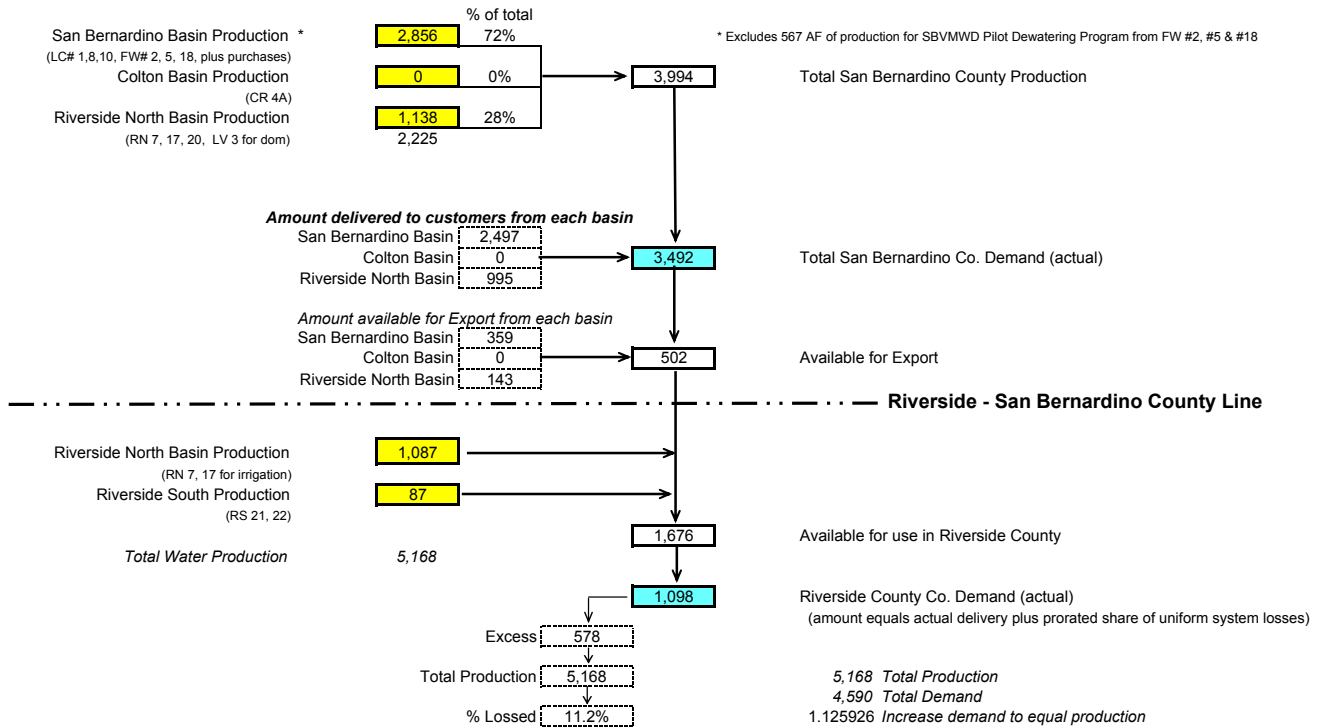 % of total
San Bernardino Basin Production * 2,856 72% * Excludes 567 AF of production for SBVMWD Pilot Dewatering Program from FW #2, #5 & #18
(LC# 1,8,10, FW# 2, 5, 18, plus purchases)
Colton Basin Production 0 0% 3,994 Total San Bernardino County Production
(CR 4A)
Riverside North Basin Production 1,138 28%
(RN 7, 17, 20, LV 3 for dom) 2,225
Amount delivered to customers from each basin
San Bernardino Basin 2,497
Colton Basin 0 3,492 Total San Bernardino Co. Demand (actual)
Riverside North Basin 995
Amount available for Export from each basin
San Bernardino Basin 359
Colton Basin 0 502 Available for Export
Riverside North Basin 143
Riverside - San Bernardino County Line
Riverside North Basin Production 1,087
(RN 7, 17 for irrigation)
Riverside South Production 87
(RS 21, 22)
1,676 Available for use in Riverside County
Total Water Production 5,168
1,098 Riverside County Co. Demand (actual)
(amount equals actual delivery plus prorated share of uniform system losses)
Excess 578
Total Production 5,168 5,168 Total Production
4,590 Total Demand
% Lossed 11.2% 1.125926 Increase demand to equal production